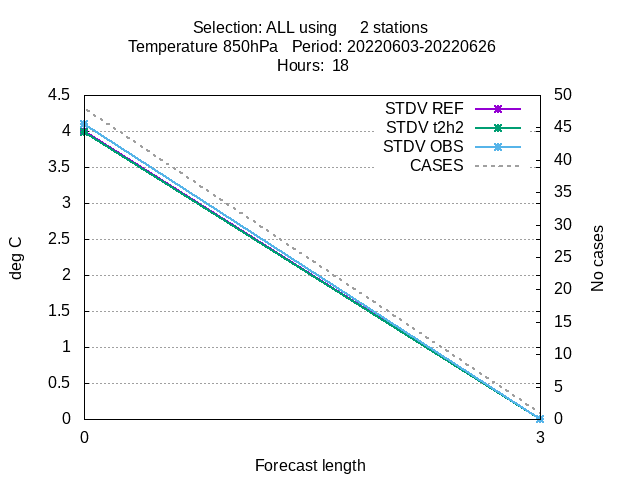 Selection: ALL using     2 stations
Temperature 850hPa   Period: 20220603-20220626
Hours:  18
4.5
4
3.5
3
2.5
2
1.5
1
0.5
0
deg C
STDV REF
STDV t2h2
STDV OBS
CASES
50
45
40
35
30
25
20
15
10
5
0
No cases
0
3
Forecast length